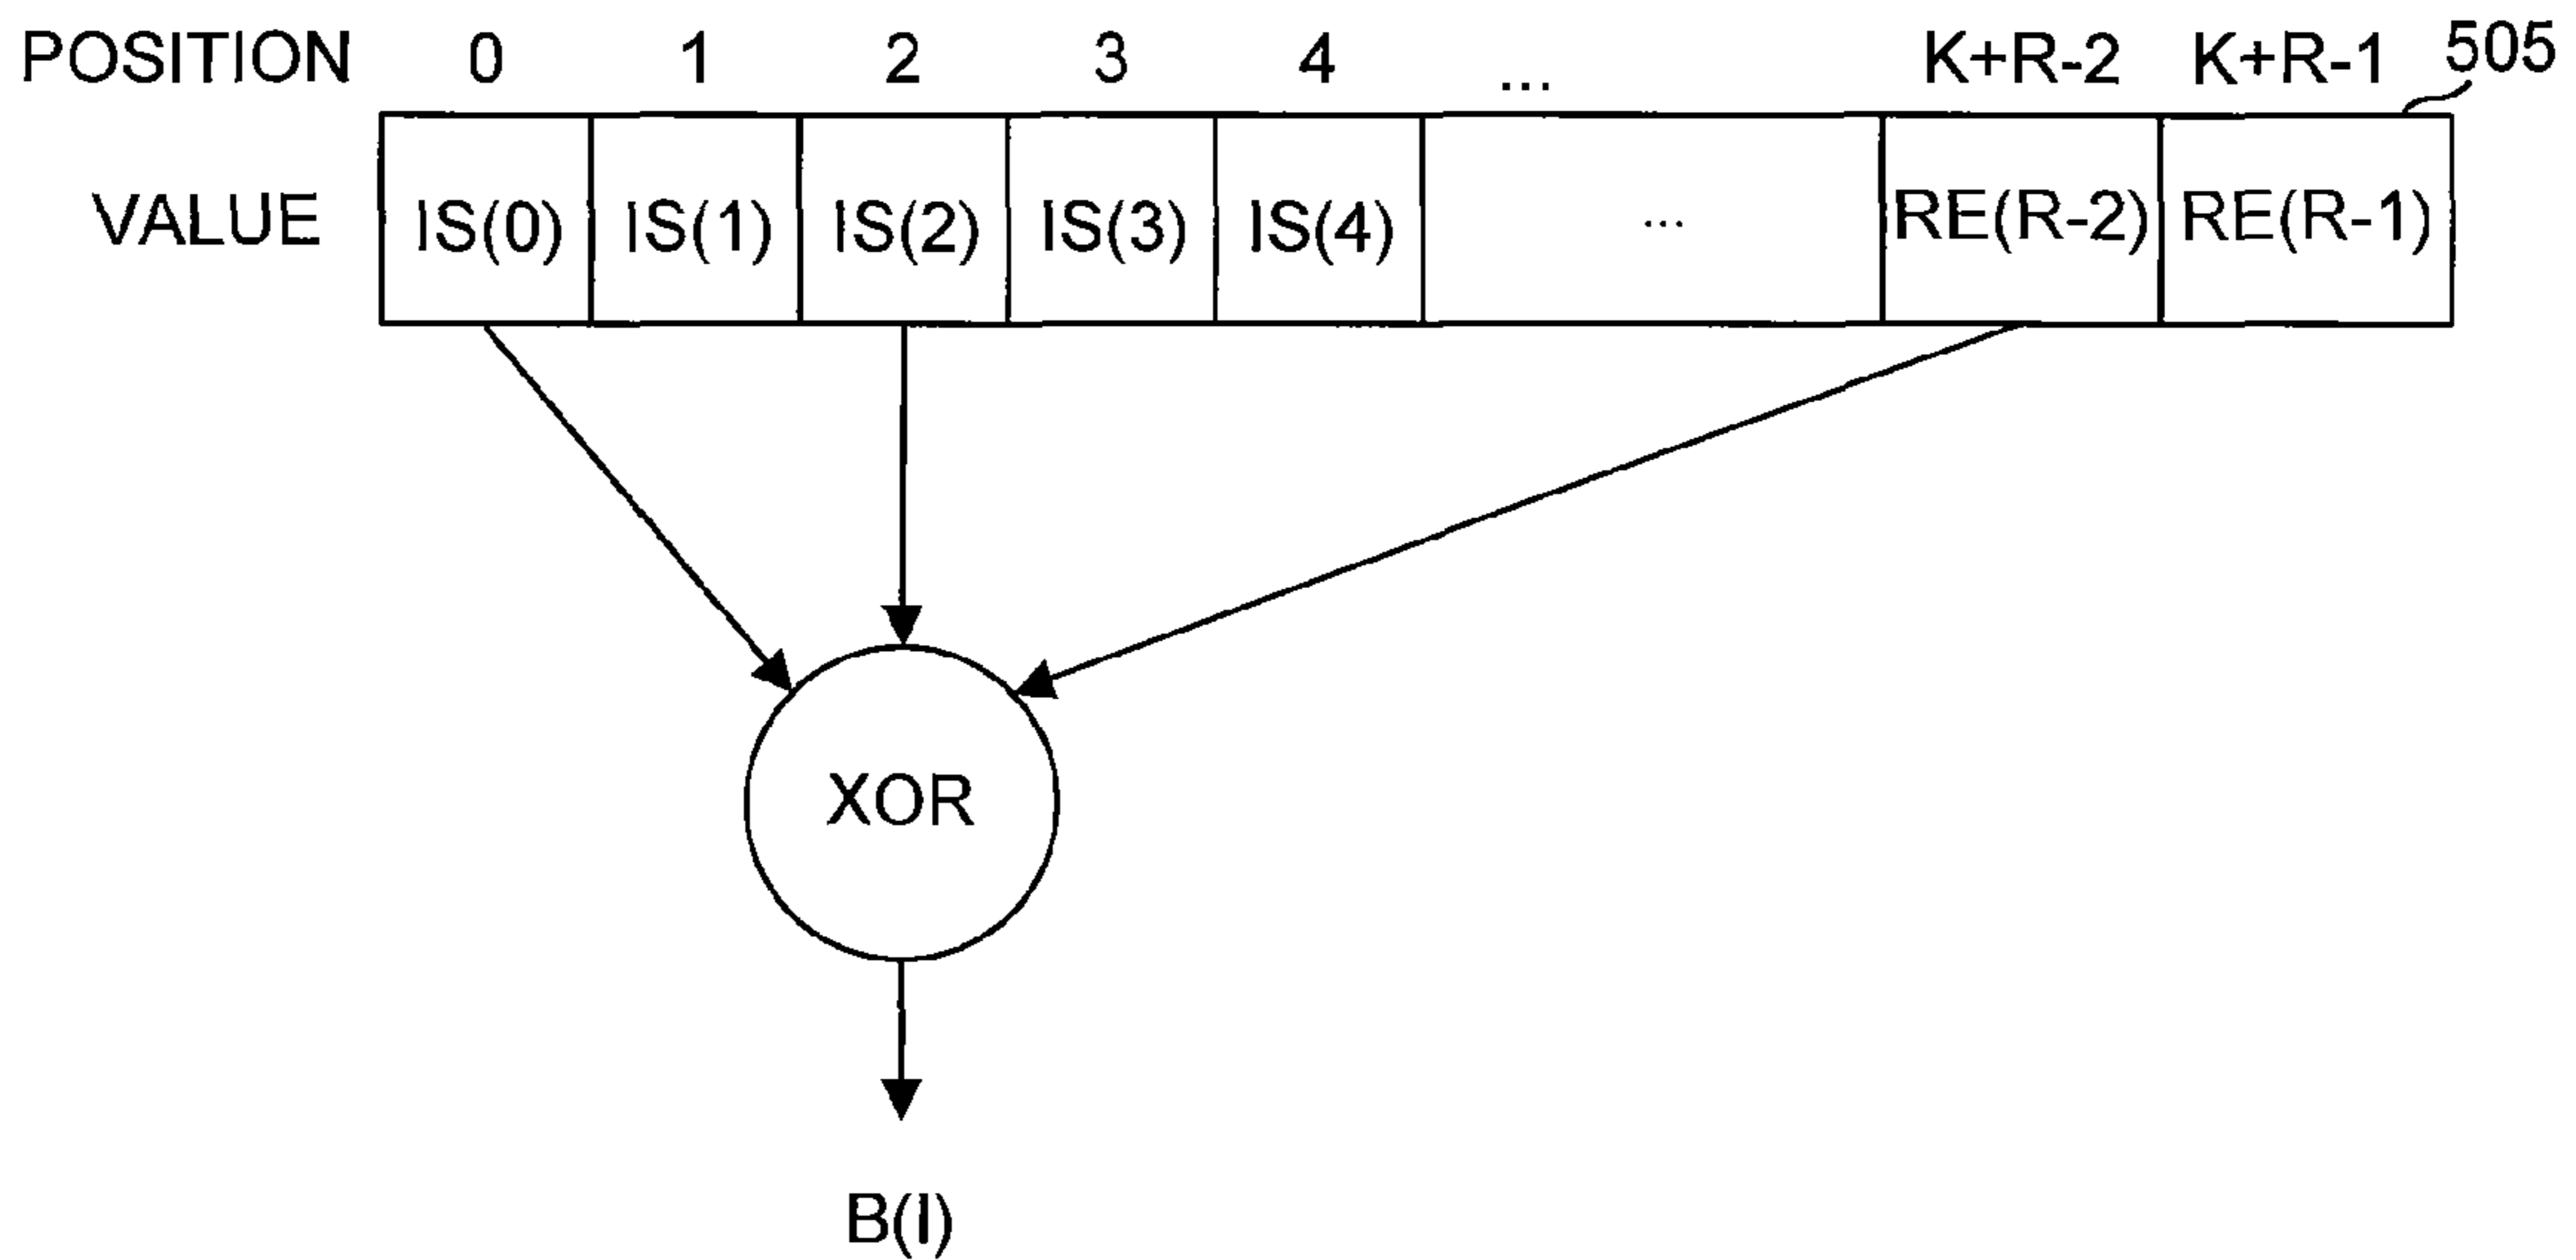 POSITION 0 1 2 3 4 ... K+R-2 K+R-1 505
VALUE IS(0) IS(1) IS(2) IS(3) IS(4) ... RE(R-2) RE(R-1)
XOR
B(I)